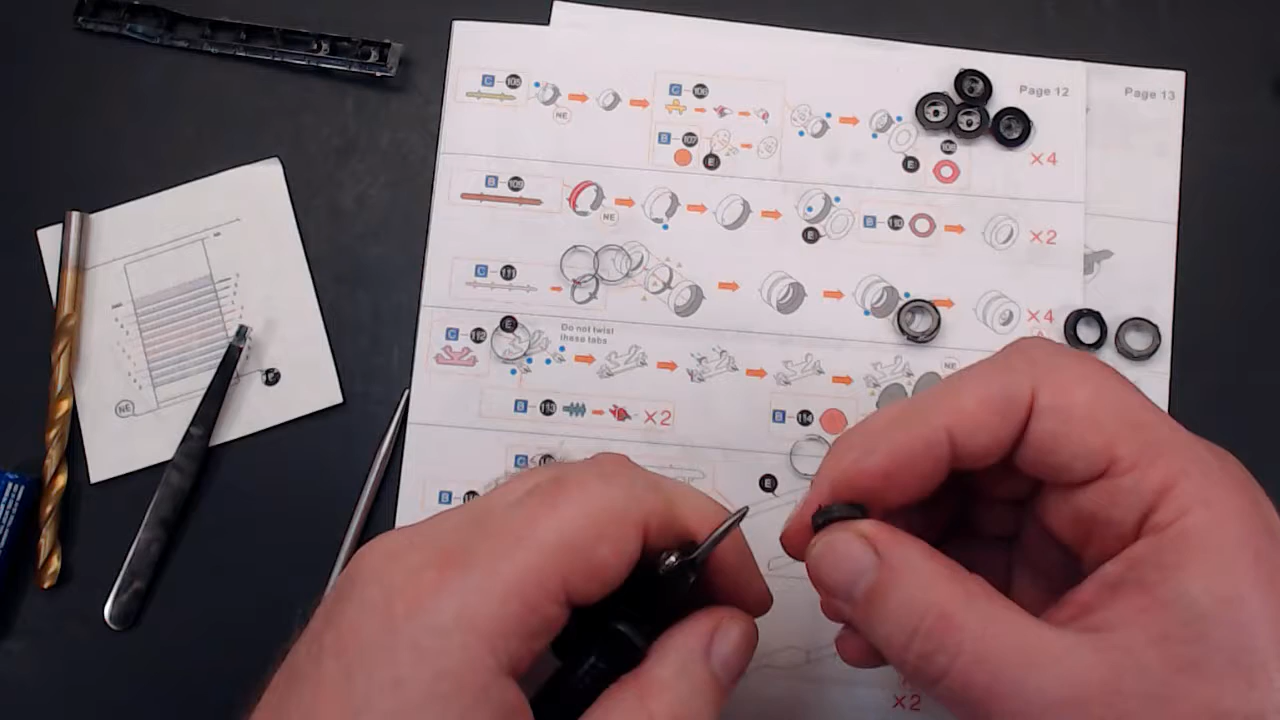 Page 12
Page 13
C 105
NE
C 106
B 107
E
E
108
×4
B 109
NE
E
B 110
×2
C 111
×4
C 112
E
Do not twist
these tabs
NE
B 113
×2
B 114
E
C
B
×2
NE
E